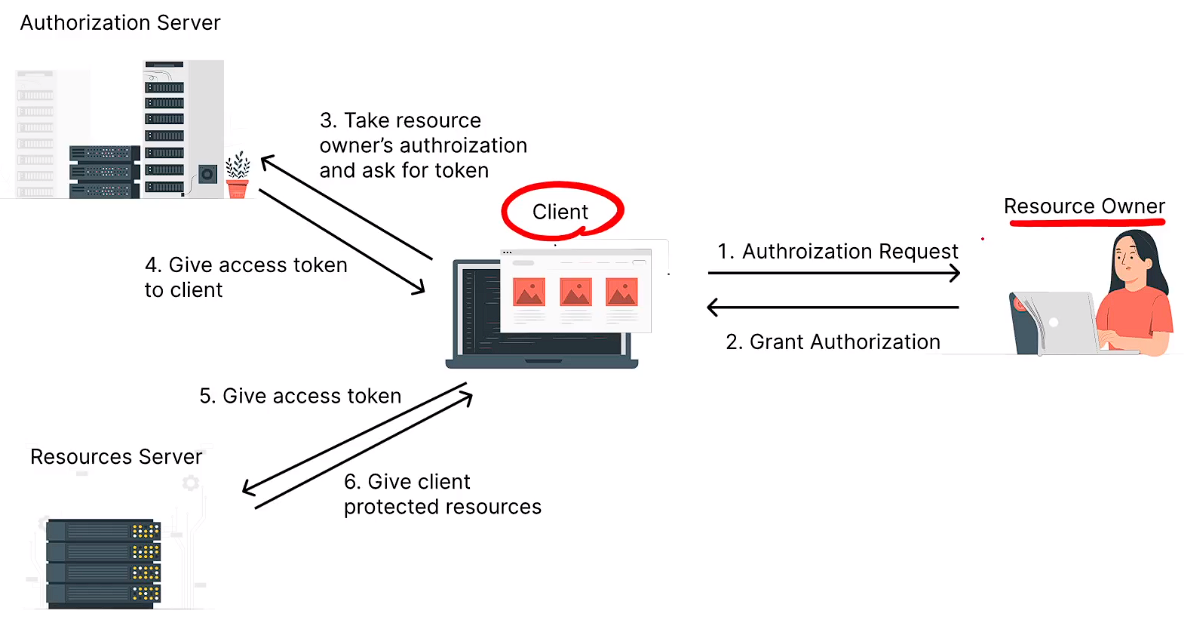 Authorization Server
3. Take resource
owner's authroization
and ask for token
Client
Resource Owner
1. Authroization Request
4. Give access token
to client
2. Grant Authorization
5. Give access token
Resources Server
6. Give client
protected resources